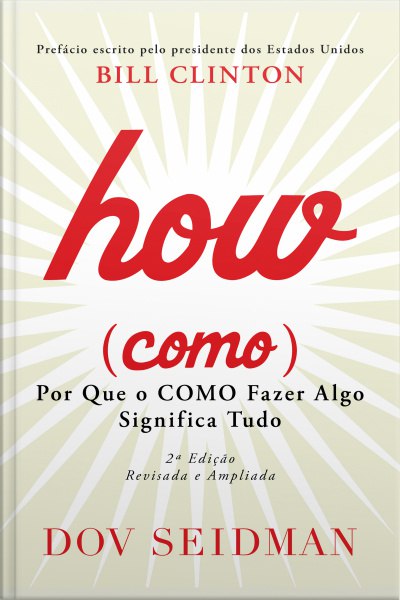 Prefácio escrito pelo presidente dos Estados Unidos
BILL CLINTON
how
(como)
Por Que o COMO Fazer Algo
Significa Tudo
2ª Edição
Revisada e Ampliada
DOV SEIDMAN